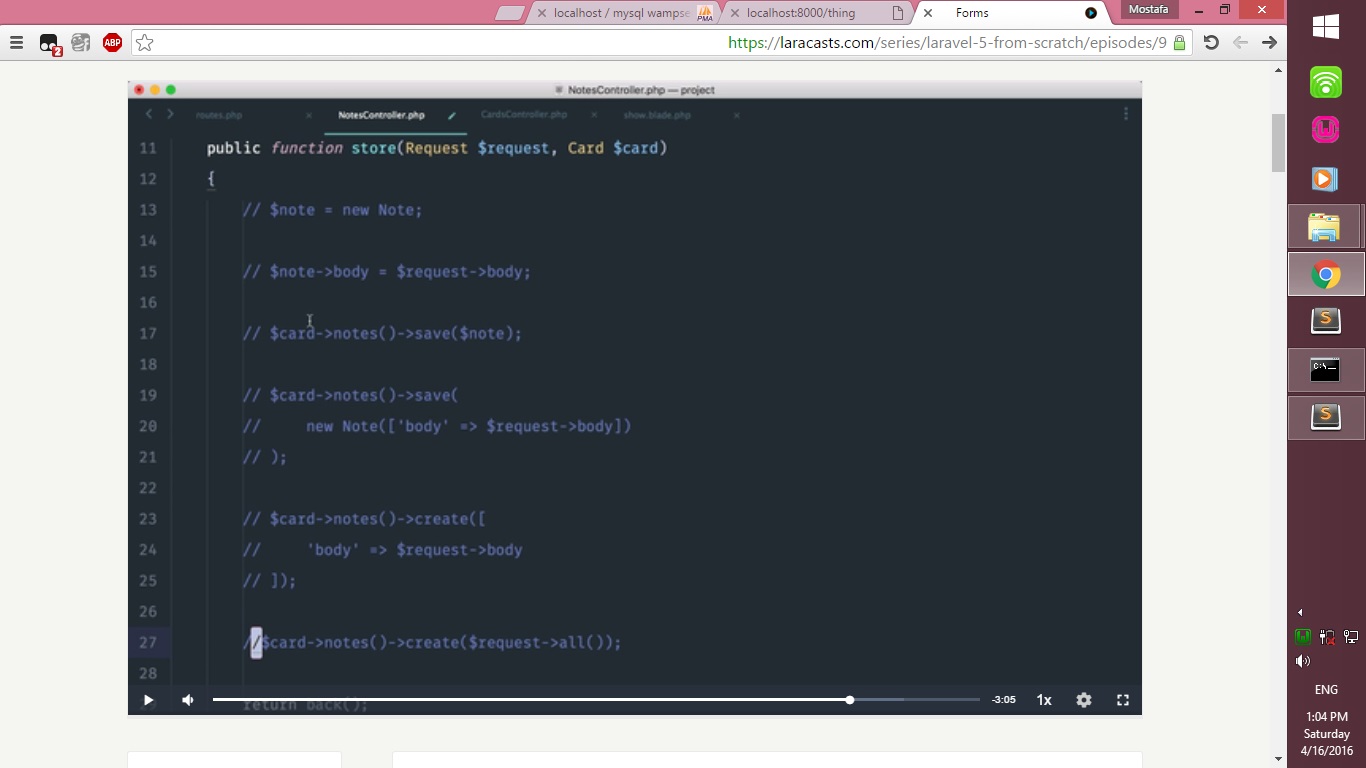 localhost / mysql wampse
PMA
localhost:8000/thing
Forms
Mostafa
2
ABP
https://laracasts.com/series/laravel-5-from-scratch/episodes/9
NotesController.php — project
routes.php
NotesController.php
CardsController.php
show.blade.php
11 public function store(Request $request, Card $card)
12 {
13 // $note = new Note;
14
15 // $note->body = $request->body;
16
17 // $card->notes()->save($note);
18
19 // $card->notes()->save(
20 // new Note(['body' => $request->body])
21 // );
22
23 // $card->notes()->create([
24 // 'body' => $request->body
25 // ]);
26
27 //$card->notes()->create($request->all());
28
29 return back();
-3:05
1x
C:\_
ENG
1:04 PM
Saturday
4/16/2016